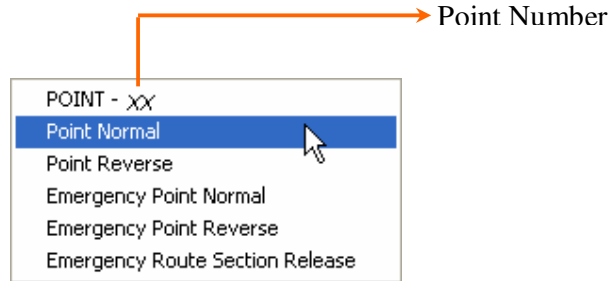 Point Number
POINT - XX
Point Normal
Point Reverse
Emergency Point Normal
Emergency Point Reverse
Emergency Route Section Release